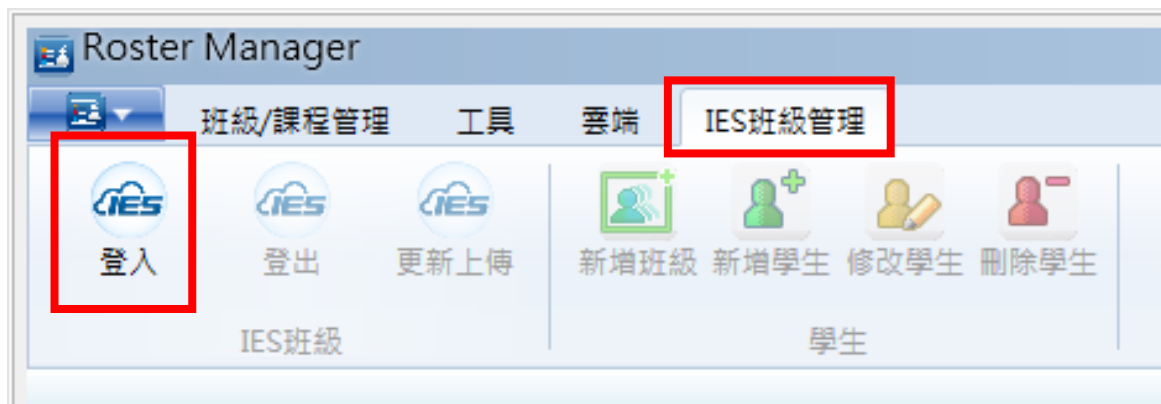 Roster Manager
班級/課程管理 工具 雲端 IES班級管理
IES IES IES
登入 登出 更新上傳 新增班級 新增學生 修改學生 刪除學生
IES班級 學生